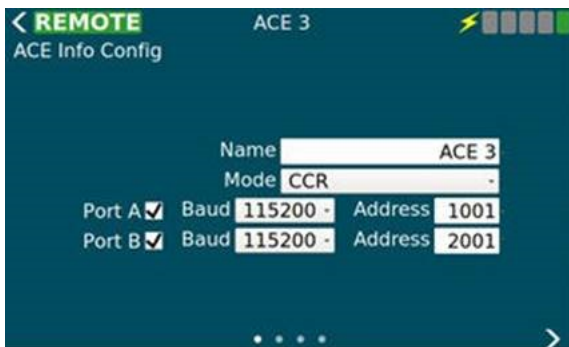 < REMOTE ACE 3
ACE Info Config
Name ACE 3
Mode CCR
Port A Baud 115200 Address 1001
Port B Baud 115200 Address 2001
>